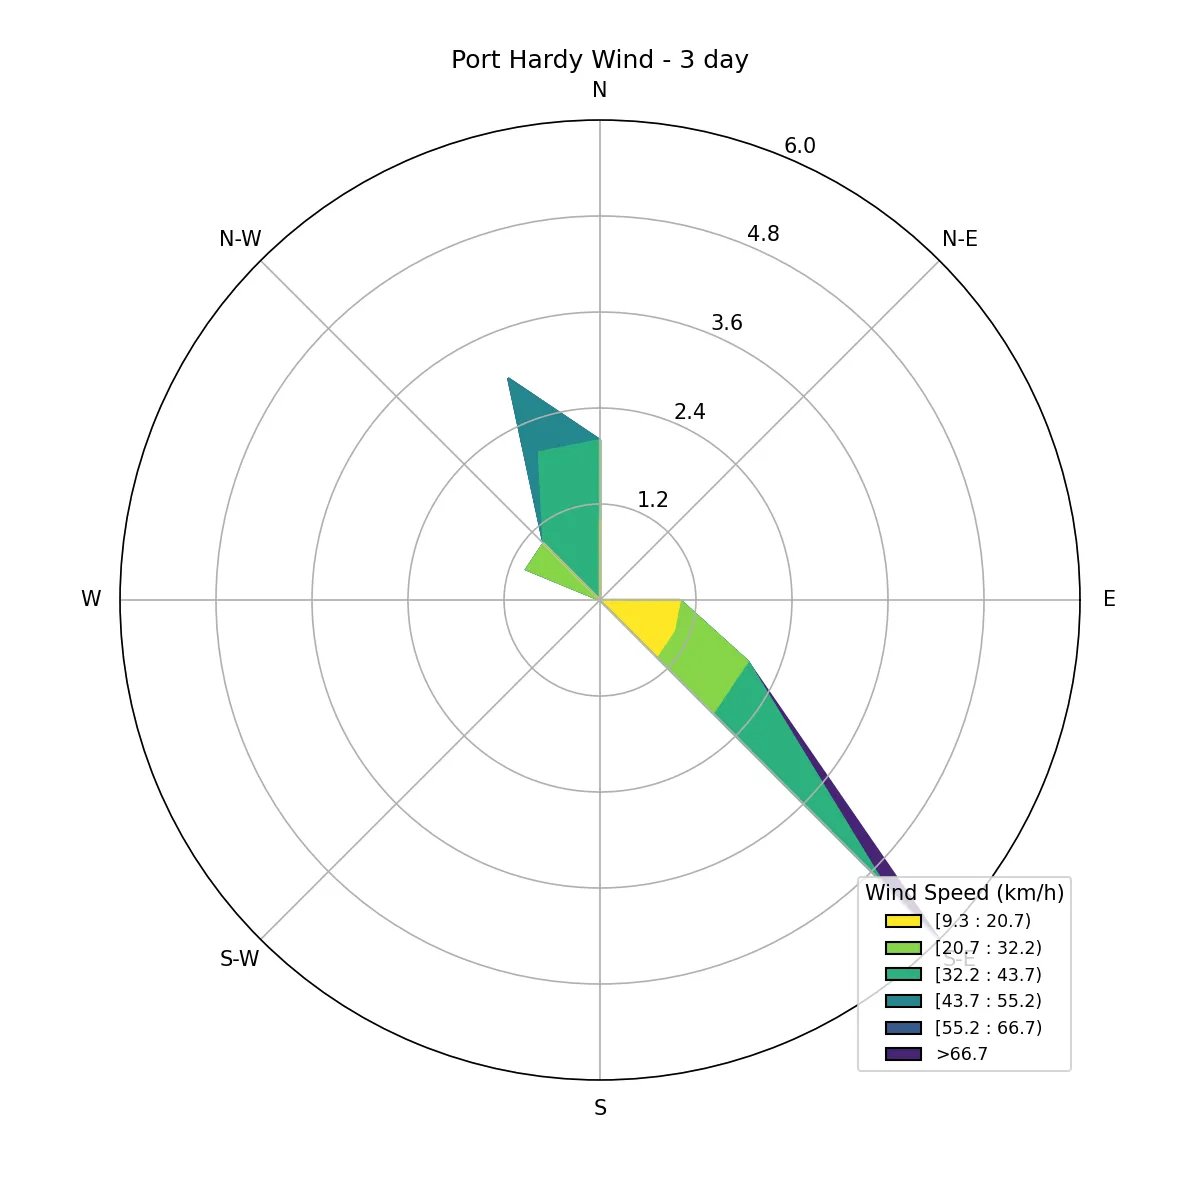 Port Hardy Wind - 3 day
N
6.0
4.8
N-W
N-E
3.6
2.4
1.2
W
E
Wind Speed (km/h)
[9.3 : 20.7)
[20.7 : 32.2)
S-W
S-E
[32.2 : 43.7)
[43.7 : 55.2)
[55.2 : 66.7)
>66.7
S